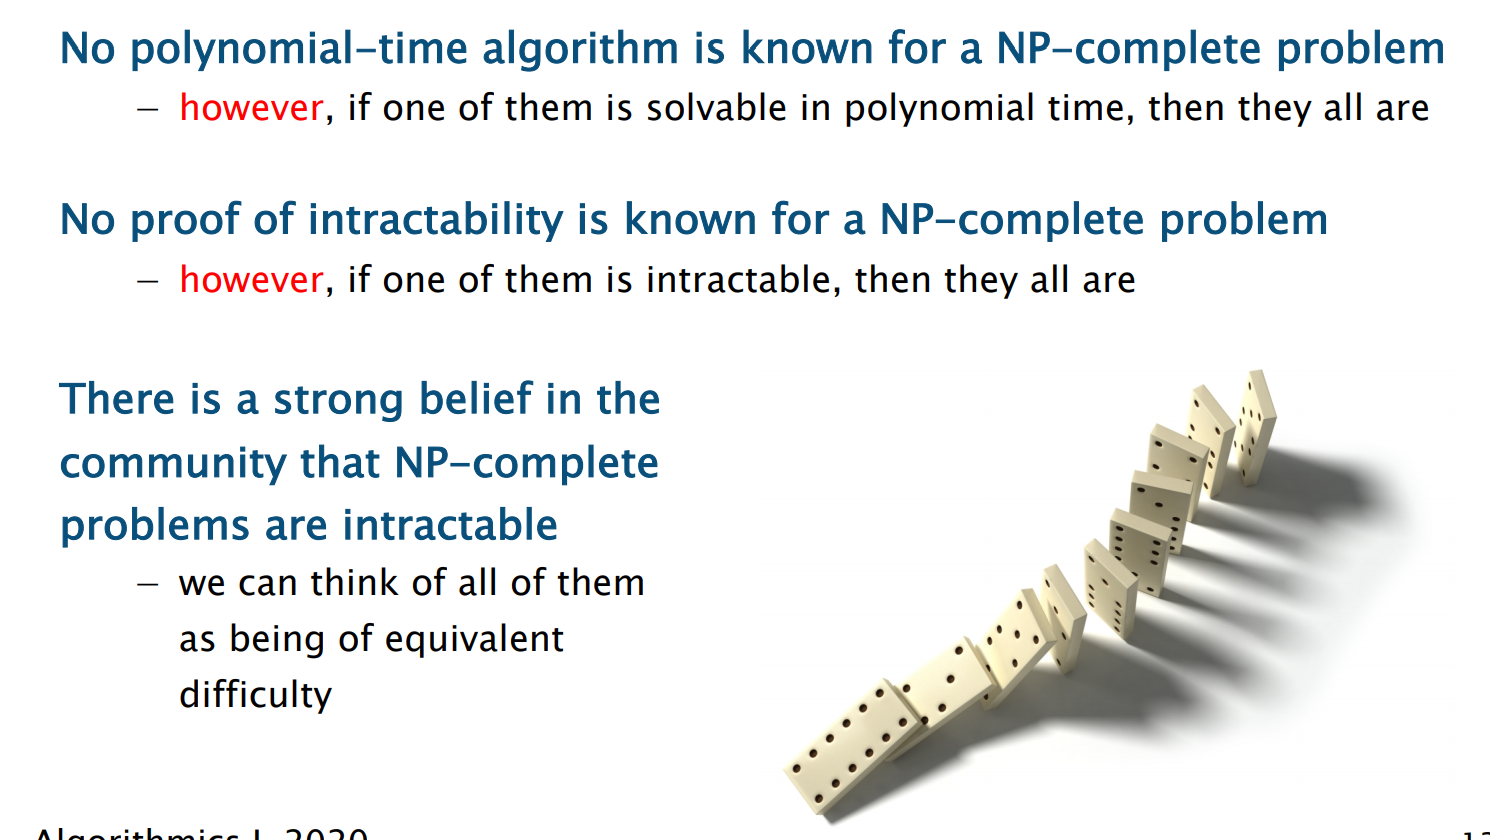 No polynomial–time algorithm is known for a NP–complete problem
– however, if one of them is solvable in polynomial time, then they all are
No proof of intractability is known for a NP–complete problem
– however, if one of them is intractable, then they all are
There is a strong belief in the
community that NP–complete
problems are intractable
– we can think of all of them
as being of equivalent
difficulty
Algorithmics I, 2020